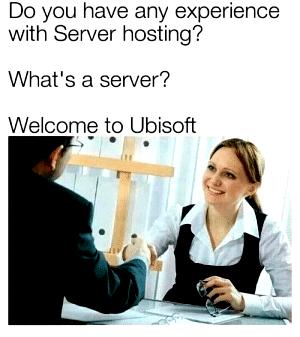 Do you have any experience
with Server hosting?
What's a server?
Welcome to Ubisoft